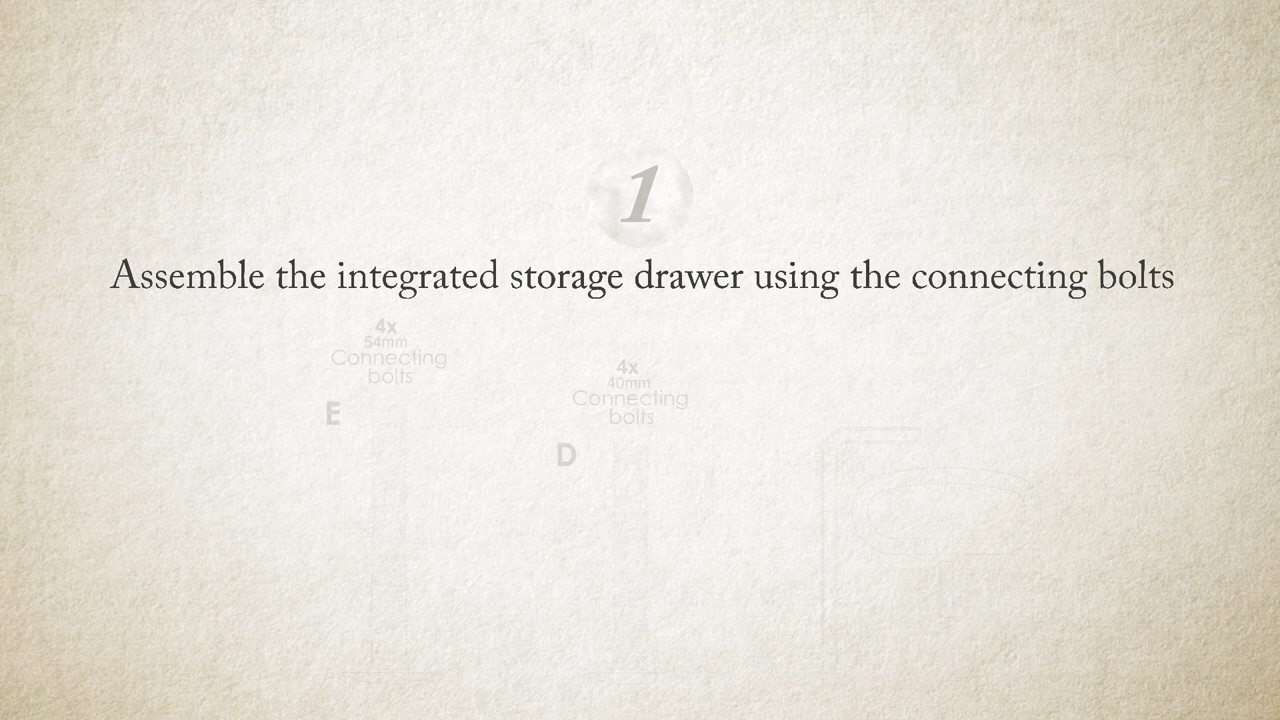 1
Assemble the integrated storage drawer using the connecting bolts
4x
54mm
Connecting
bolts
E
4x
40mm
Connecting
bolts
D